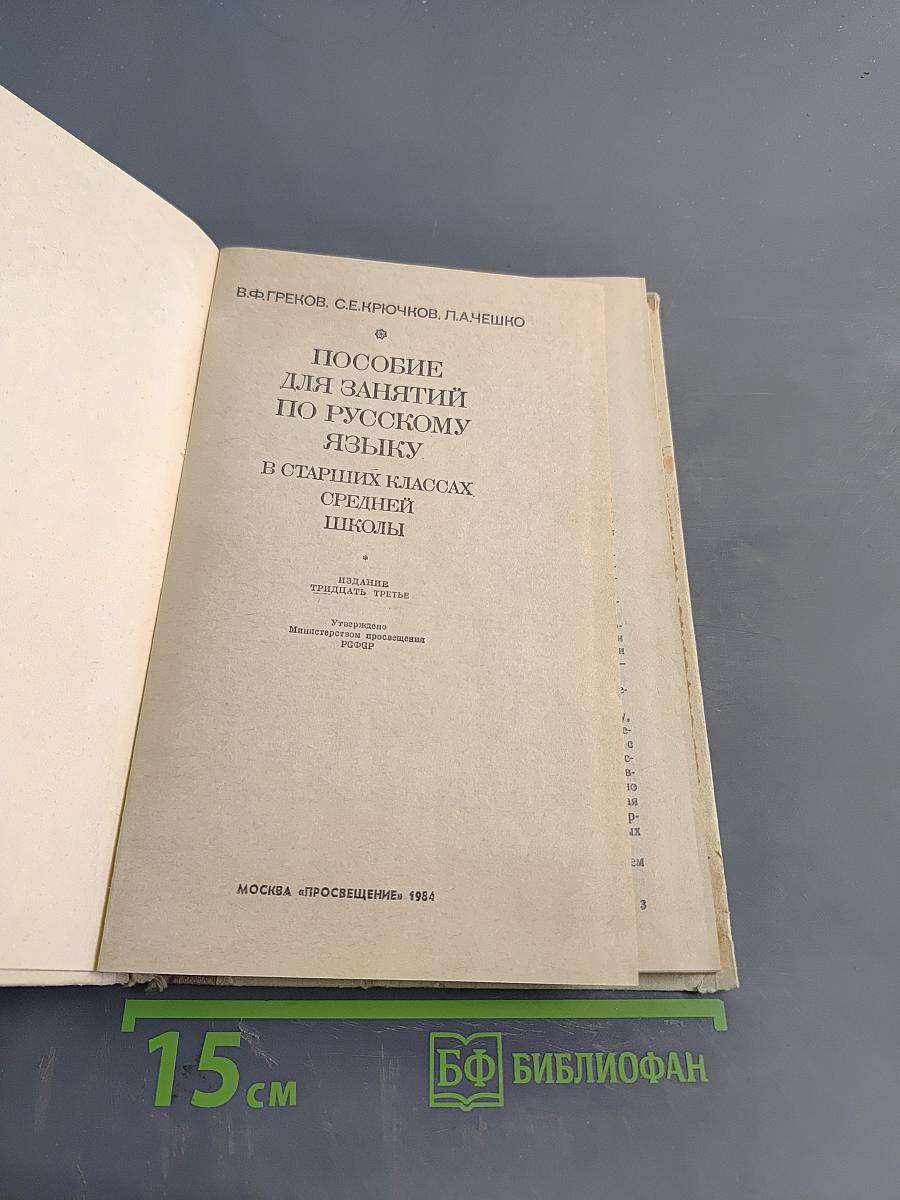 В.Ф.ГРЕКОВ, С.Е.КРЮЧКОВ, Л.А.ЧЕШКО
ПОСОБИЕ
ДЛЯ ЗАНЯТИЙ
ПО РУССКОМУ
ЯЗЫКУ
В СТАРШИХ КЛАССАХ
СРЕДНЕЙ
ШКОЛЫ
ИЗДАНИЕ
ТРИДЦАТЬ ТРЕТЬЕ
Утверждено
Министерством просвещения
РСФСР
МОСКВА «ПРОСВЕЩЕНИЕ» 1984
3
15 см
БФ БИБЛИОФАН